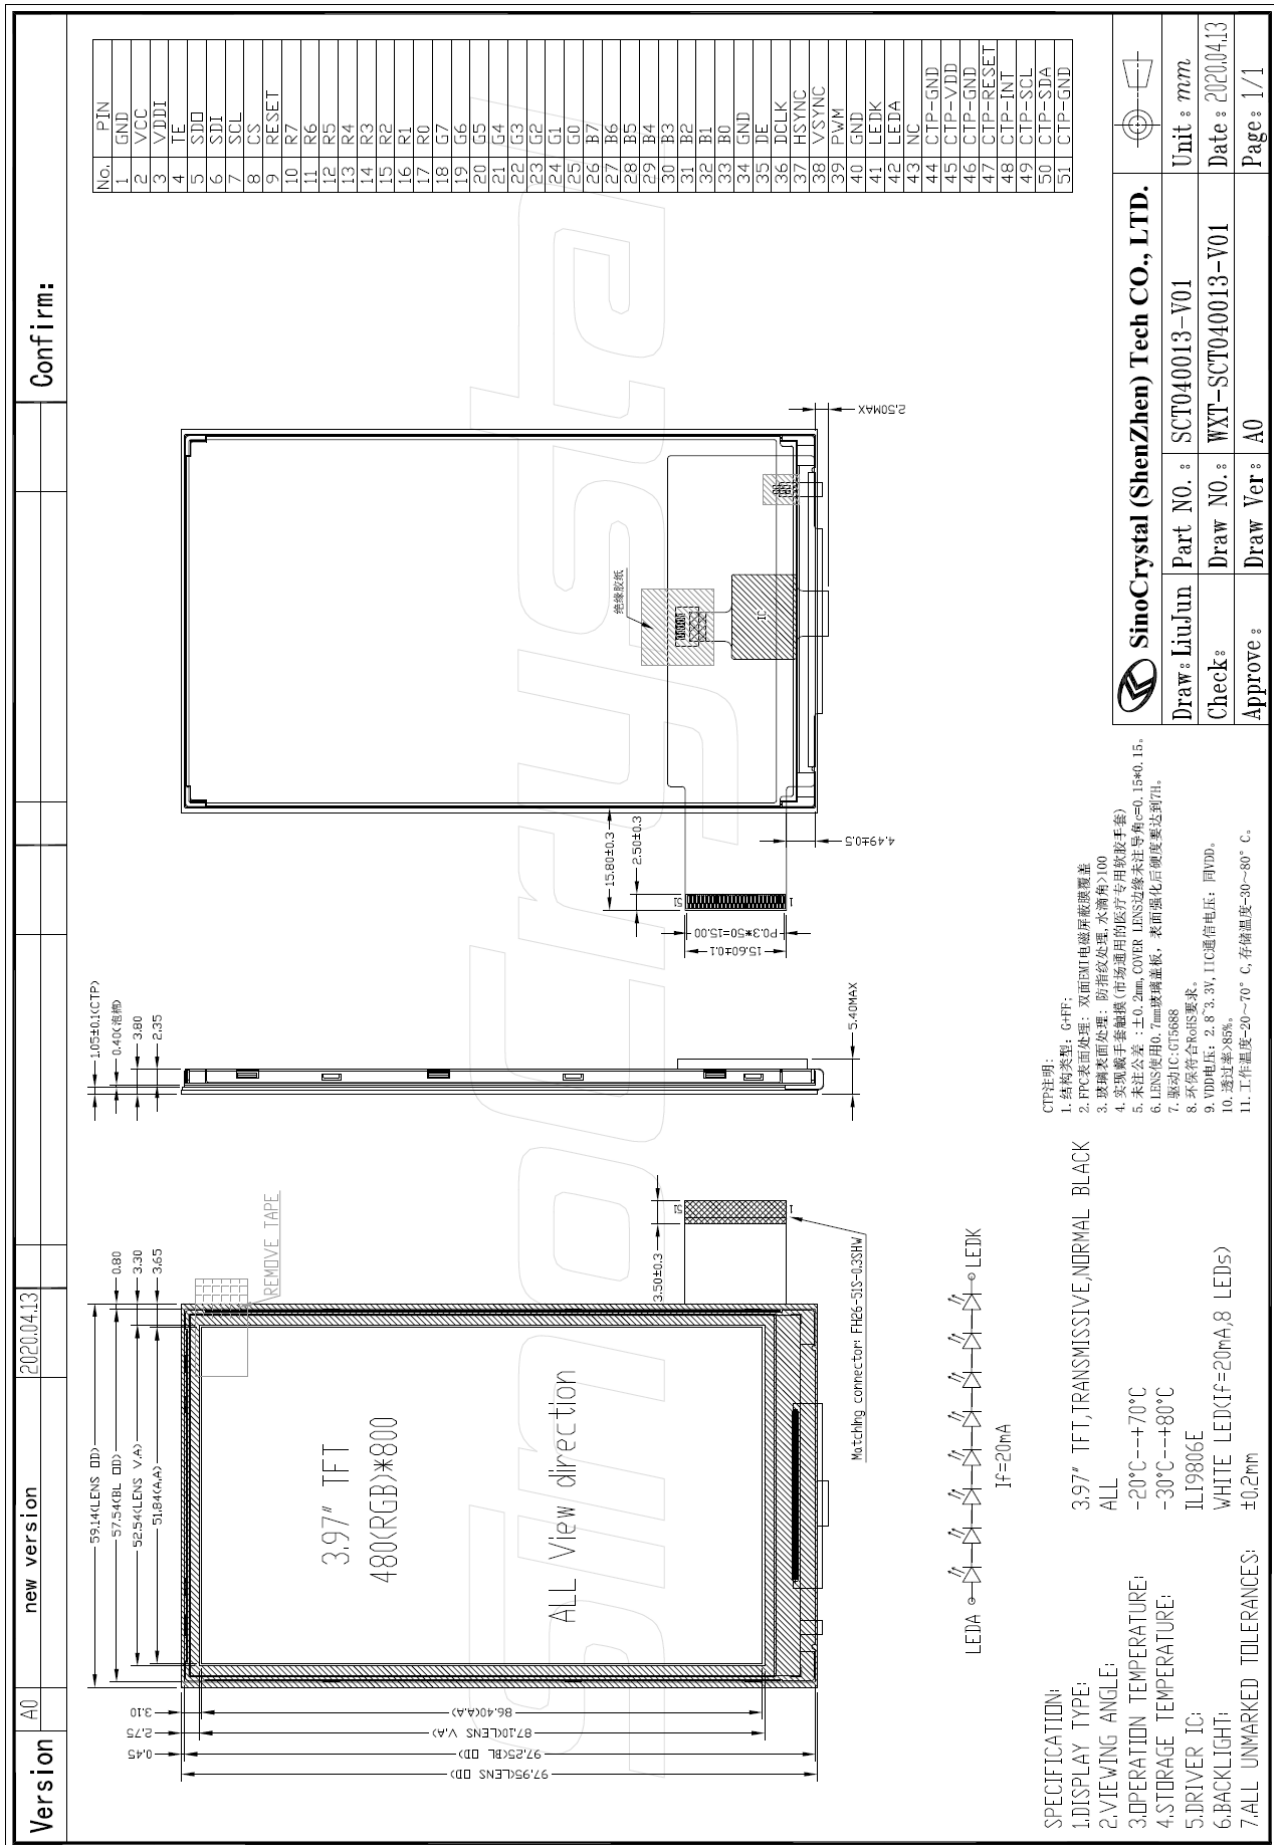 Version
A0
new version
2020.04.13
Confirm:
59.14(LENS OD)
57.54(BL OD)
52.54(LENS V.A)
51.84(A.A)
0.80
3.30
3.65
97.95(LENS OD)
97.25(BL OD)
87.10(LENS V.A)
86.40(A.A)
0.45
2.75
3.10
3.97" TFT
480(RGB)*800
ALL View direction
REMOVE TAPE
3.50±0.3
51
1
Matching connector: FH26-51S-0.3SHW
1.05±0.1(CTP)
0.40(泡棉)
3.80
2.35
5.40MAX
15.80±0.3
2.50±0.3
51
1
P0.3*50=15.00
15.60±0.1
4.49±0.5
2.50MAX
绝缘胶纸
IC
No. PIN
1 GND
2 VCC
3 VDDI
4 TE
5 SDO
6 SDI
7 SCL
8 CS
9 RESET
10 R7
11 R6
12 R5
13 R4
14 R3
15 R2
16 R1
17 R0
18 G7
19 G6
20 G5
21 G4
22 G3
23 G2
24 G1
25 G0
26 B7
27 B6
28 B5
29 B4
30 B3
31 B2
32 B1
33 B0
34 GND
35 DE
36 DCLK
37 HSYNC
38 VSYNC
39 PWM
40 GND
41 LEDK
42 LEDA
43 NC
44 CTP-GND
45 CTP-VDD
46 CTP-GND
47 CTP-RESET
48 CTP-INT
49 CTP-SCL
50 CTP-SDA
51 CTP-GND
LEDA
LEDK
If=20mA
SPECIFICATION:
1.DISPLAY TYPE: 3.97" TFT,TRANSMISSIVE,NORMAL BLACK
2.VIEWING ANGLE: ALL
3.OPERATION TEMPERATURE: -20°C--+70°C
4.STORAGE TEMPERATURE: -30°C--+80°C
5.DRIVER IC: ILI9806E
6.BACKLIGHT: WHITE LED(If=20mA,8 LEDs)
7.ALL UNMARKED TOLERANCES: ±0.2mm
CTP注明:
1. 结构类型: G+FF;
2. FPC表面处理: 双面EMI电磁屏蔽膜覆盖
3. 玻璃表面处理: 防指纹处理, 水滴角>100
4. 实现戴手套触摸(市场通用的医疗专用软胶手套)
5. 未注公差 :±0.2mm, COVER LENS边缘未注导角c=0.15*0.15。
6. LENS使用0.7mm玻璃盖板, 表面强化后硬度要达到7H。
7. 驱动IC:GT5688
8. 环保符合RoHS要求。
9. VDD电压: 2.8~3.3V, IIC通信电压: 同VDD。
10. 透过率>85%。
11. 工作温度-20~70° C, 存储温度-30~80° C。
SinoCrystal (ShenZhen) Tech CO., LTD.
Draw: LiuJun
Part NO.: SCT040013-V01
Unit: mm
Check:
Draw NO.: WXT-SCT040013-V01
Date: 2020.04.13
Approve:
Draw Ver: A0
Page: 1/1